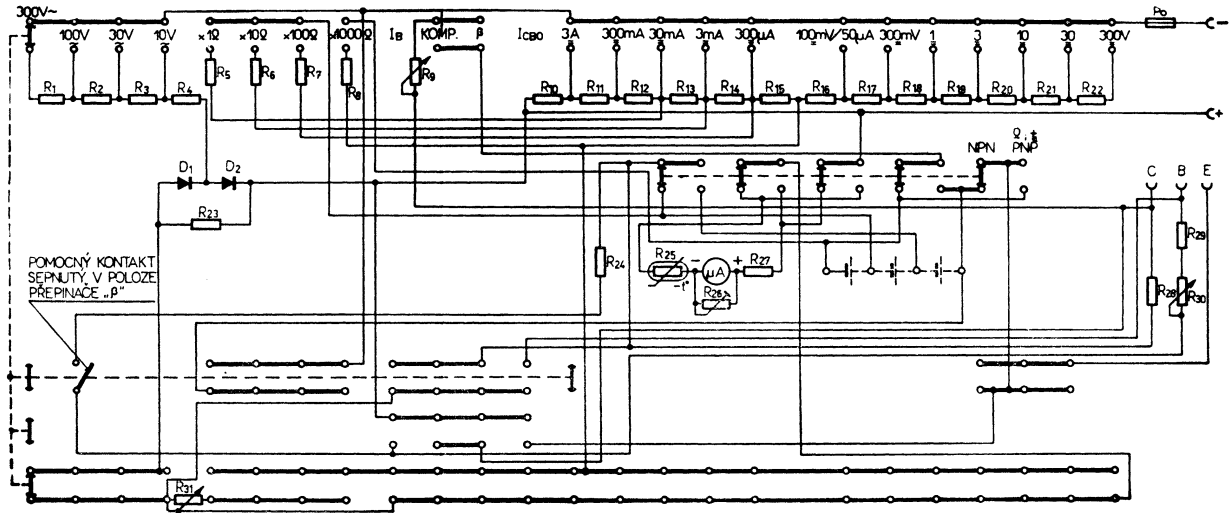 300V~
100V 30V 10V ×1Ω ×10Ω ×100Ω ×1000Ω IB KOMP. β ICBO 3A 300mA 30mA 3mA 300µA 100mV/50µA 300mV 1 3 10 30 300V
Po
−
R1 R2 R3 R4 R5 R6 R7 R8 R9 R10 R11 R12 R13 R14 R15 R16 R17 R18 R19 R20 R21 R22
+
NPN PNP
D1 D2
C B E
R23
R24 R25 − µA + R27 R29
-t°
R26 R28 R30
POMOCNÝ KONTAKT
SEPNUTÝ V POLOZE
PŘEPINAČE „β"
R31